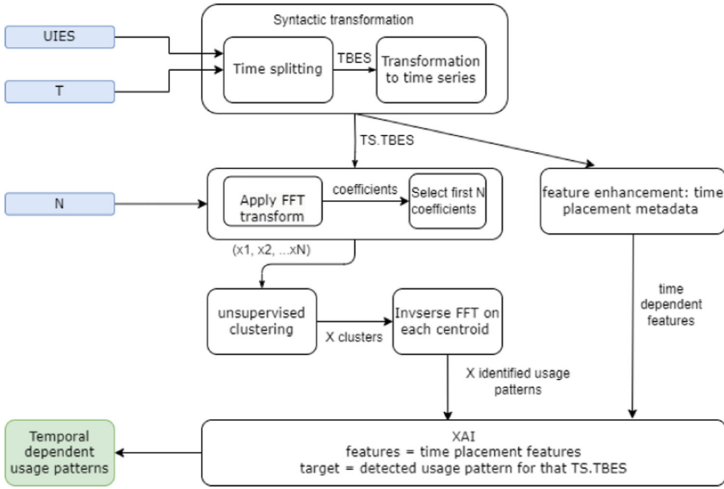 Syntactic transformation
UIES
T
Time splitting
TBES
Transformation
to time series
TS.TBES
N
Apply FFT
transform
coefficients
Select first N
coefficients
feature enhancement: time
placement metadata
(x1, x2, ...xN)
unsupervised
clustering
X clusters
Invserse FFT on
each centroid
time
dependent
features
X identified usage
patterns
Temporal
dependent
usage patterns
XAI
features = time placement features
target = detected usage pattern for that TS.TBES